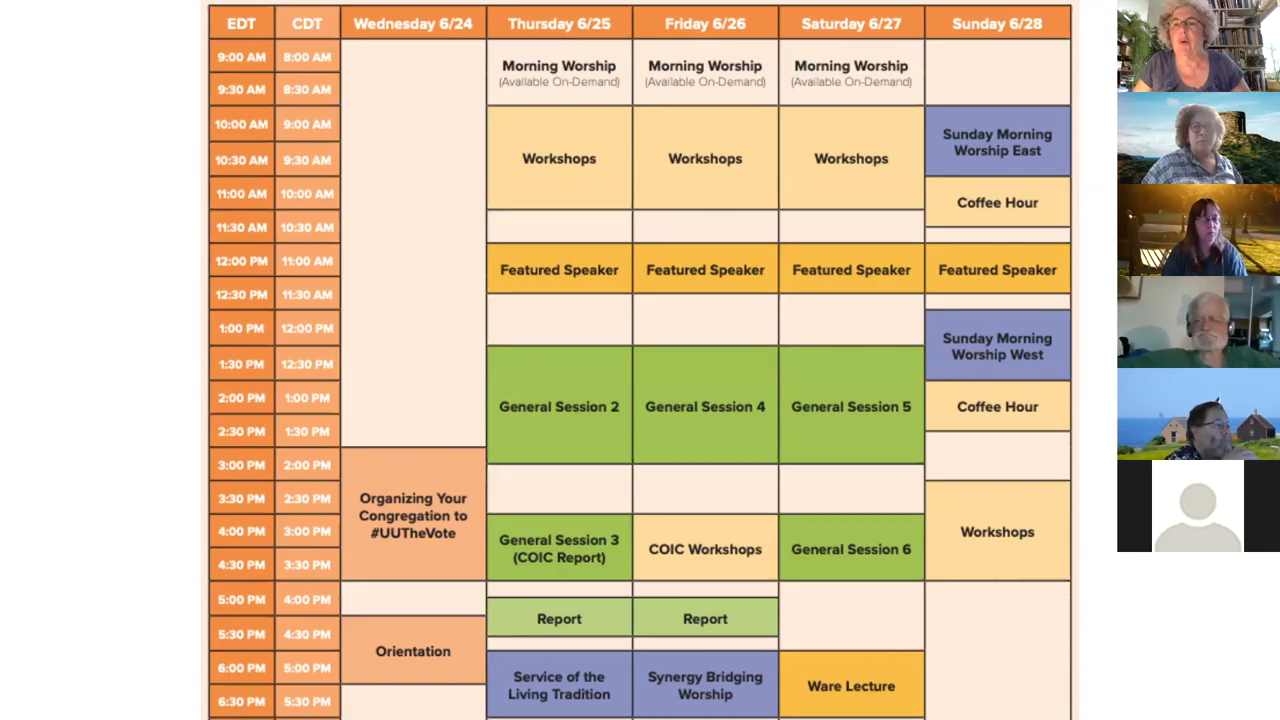 EDT CDT Wednesday 6/24 Thursday 6/25 Friday 6/26 Saturday 6/27 Sunday 6/28
9:00 AM 8:00 AM
Morning Worship Morning Worship Morning Worship
(Available On-Demand) (Available On-Demand) (Available On-Demand)
9:30 AM 8:30 AM
10:00 AM 9:00 AM
Sunday Morning
Worship East
10:30 AM 9:30 AM Workshops Workshops Workshops
11:00 AM 10:00 AM Coffee Hour
11:30 AM 10:30 AM
12:00 PM 11:00 AM Featured Speaker Featured Speaker Featured Speaker Featured Speaker
12:30 PM 11:30 AM
1:00 PM 12:00 PM
Sunday Morning
Worship West
1:30 PM 12:30 PM
2:00 PM 1:00 PM General Session 2 General Session 4 General Session 5 Coffee Hour
2:30 PM 1:30 PM
3:00 PM 2:00 PM
3:30 PM 2:30 PM
Organizing Your
Congregation to
#UUTheVote
4:00 PM 3:00 PM
General Session 3
(COIC Report)
COIC Workshops General Session 6 Workshops
4:30 PM 3:30 PM
5:00 PM 4:00 PM
Report Report
5:30 PM 4:30 PM
Orientation
6:00 PM 5:00 PM
Service of the
Living Tradition
Synergy Bridging
Worship
Ware Lecture
6:30 PM 5:30 PM